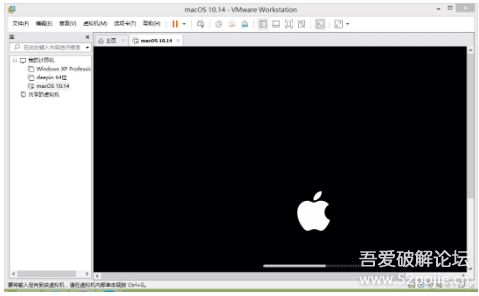 macOS 10.14 - VMware Workstation
文件(F) 编辑(E) 查看(V) 虚拟机(M) 选项卡(T) 帮助(H)
库
在此处输入内容进行搜索
主页
macOS 10.14
我的计算机
Windows XP Professi
deepin 64位
macOS 10.14
共享的虚拟机
吾爱破解论坛
www.52pojie.cn
要将输入定向到该虚拟机，请在虚拟机内部单击或按 Ctrl+G。